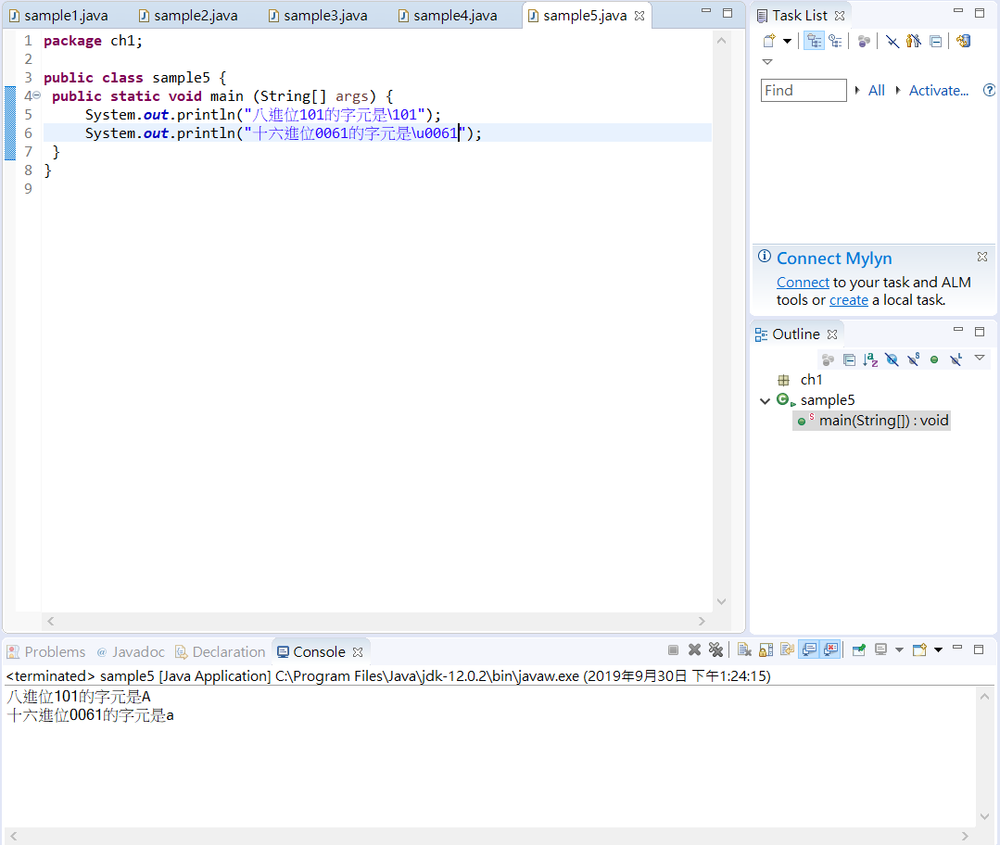 sample1.java sample2.java sample3.java sample4.java sample5.java
1 package ch1;
2
3 public class sample5 {
4 public static void main (String[] args) {
5 System.out.println("八進位101的字元是\101");
6 System.out.println("十六進位0061的字元是\u0061");
7 }
8 }
9
Task List
Find All Activate... ?
Connect Mylyn
Connect to your task and ALM
tools or create a local task.
Outline
ch1
sample5
main(String[]) : void
Problems @ Javadoc Declaration Console
<terminated> sample5 [Java Application] C:\Program Files\Java\jdk-12.0.2\bin\javaw.exe (2019年9月30日 下午1:24:15)
八進位101的字元是A
十六進位0061的字元是a